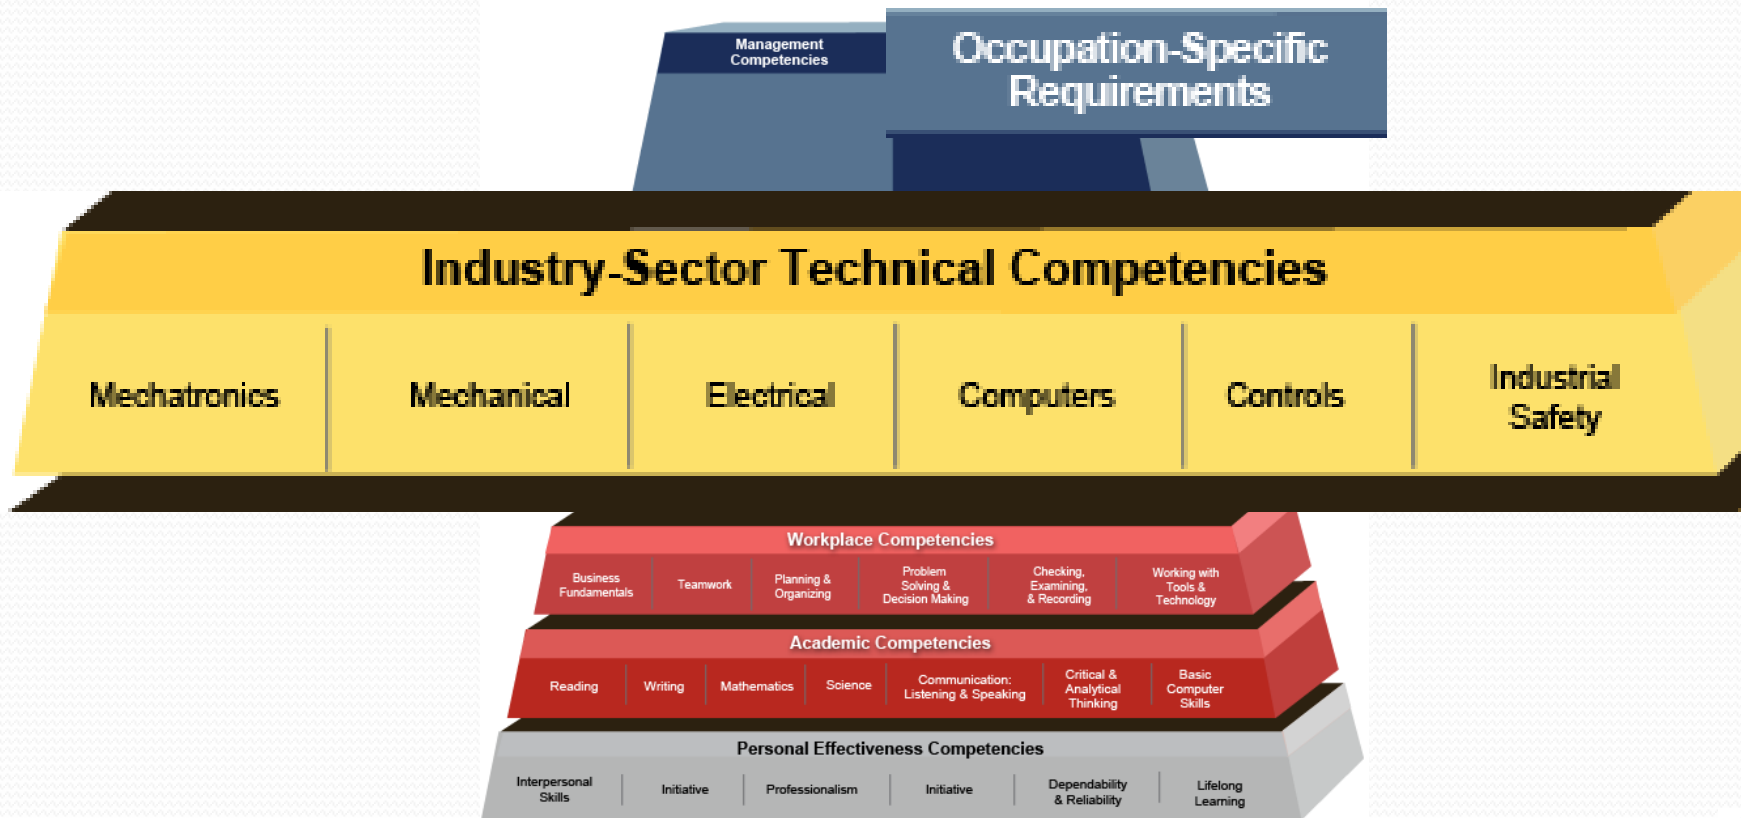 Management
Competencies
Occupation-Specific
Requirements
Industry-Sector Technical Competencies
Mechatronics
Mechanical
Electrical
Computers
Controls
Industrial
Safety
Workplace Competencies
Business
Fundamentals
Teamwork
Planning &
Organizing
Problem
Solving &
Decision Making
Checking,
Examining,
& Recording
Working with
Tools &
Technology
Academic Competencies
Reading
Writing
Mathematics
Science
Communication:
Listening & Speaking
Critical &
Analytical
Thinking
Basic
Computer
Skills
Personal Effectiveness Competencies
Interpersonal
Skills
Initiative
Professionalism
Initiative
Dependability
& Reliability
Lifelong
Learning